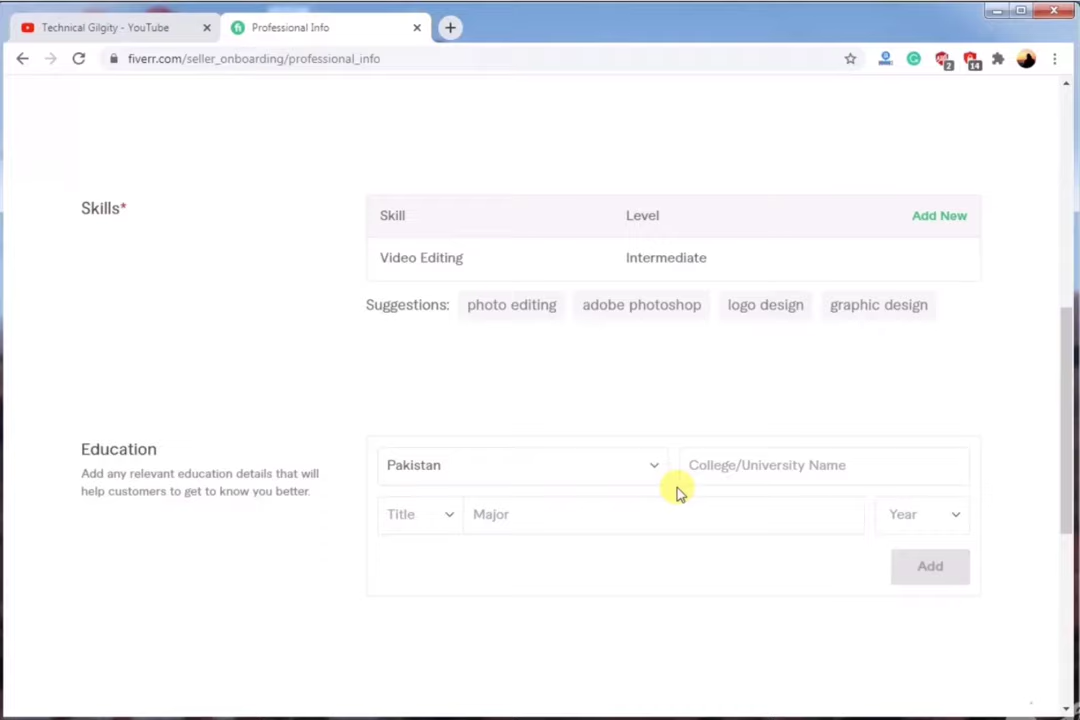 Technical Gilgity - YouTube
Professional Info
fiverr.com/seller_onboarding/professional_info
2
14
Skills*
Skill Level Add New
Video Editing Intermediate
Suggestions: photo editing adobe photoshop logo design graphic design
Education
Add any relevant education details that will
help customers to get to know you better.
Pakistan College/University Name
Title Major Year
Add